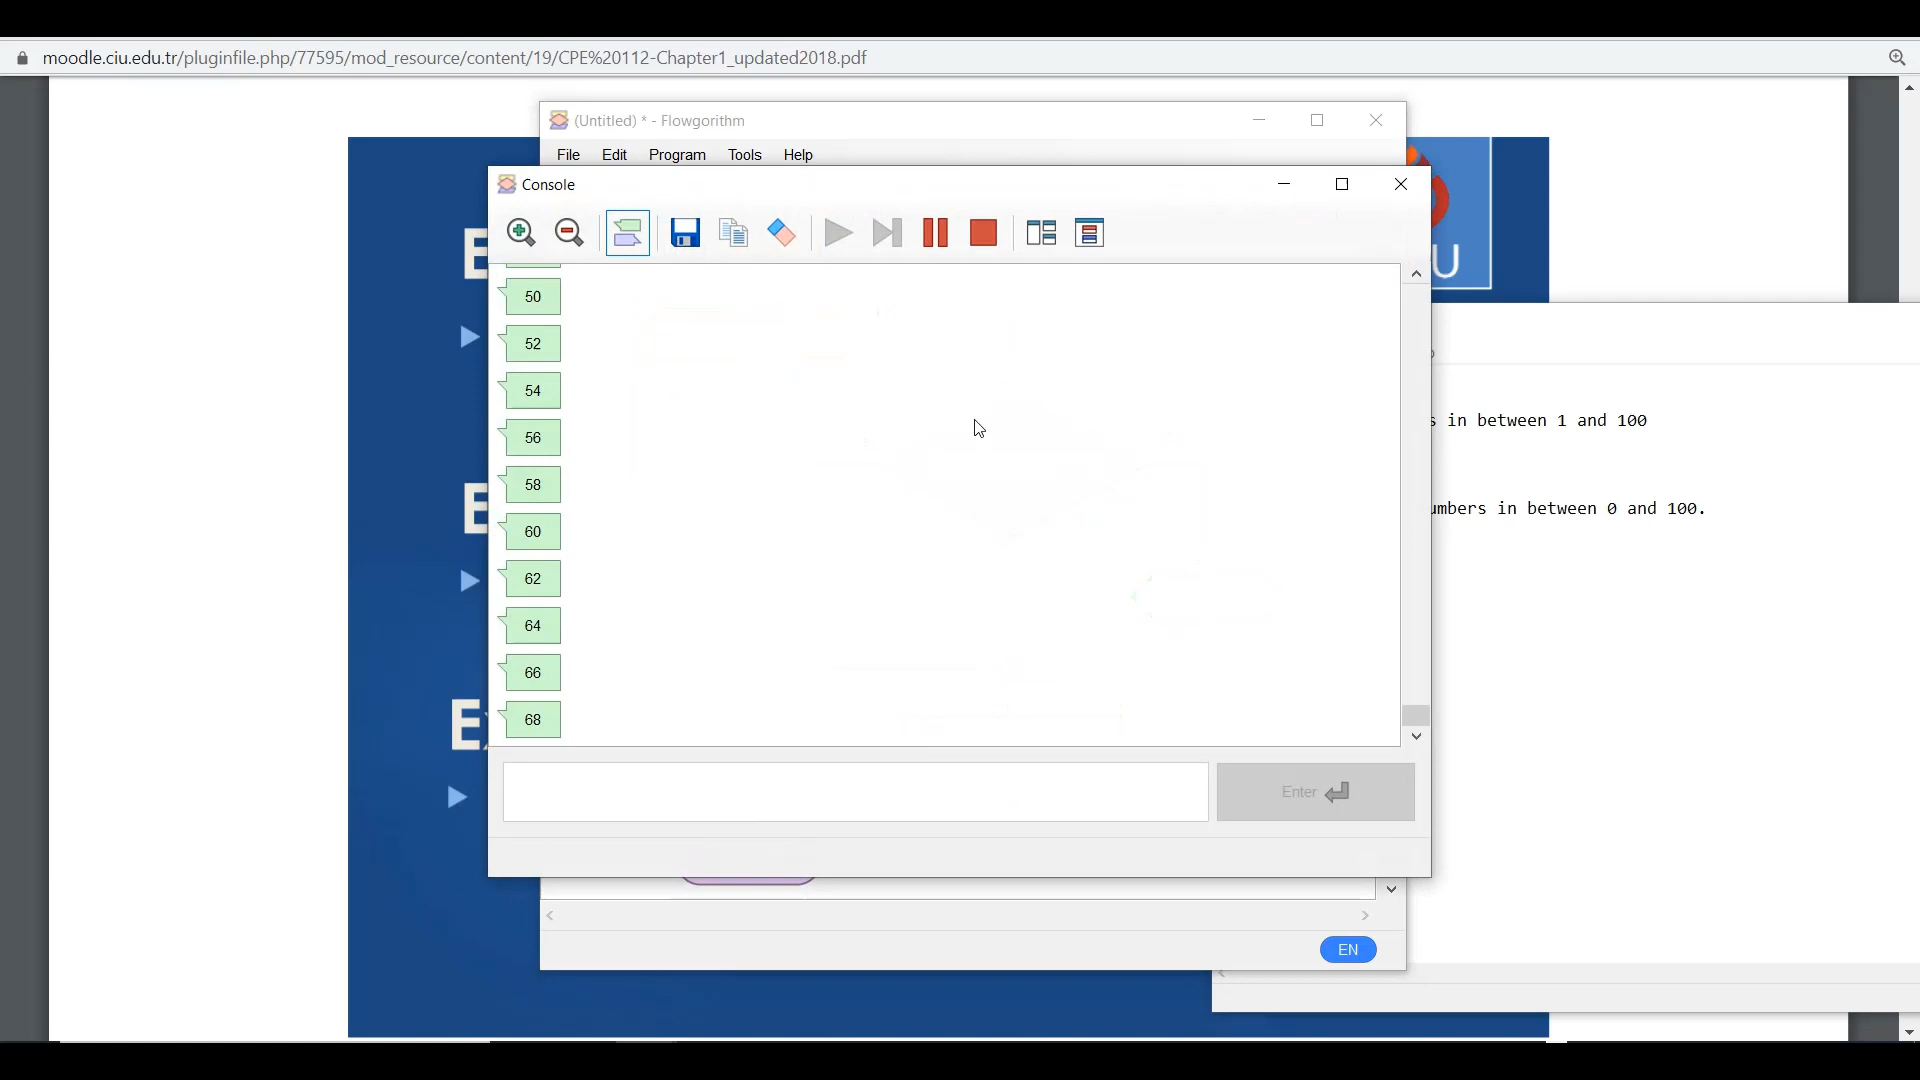 moodle.ciu.edu.tr/pluginfile.php/77595/mod_resource/content/19/CPE%20112-Chapter1_updated2018.pdf
(Untitled) * - Flowgorithm
File Edit Program Tools Help
Console
50
52
54
56
58
60
62
64
66
68
in between 1 and 100
in between 0 and 100.
Enter
EN
U